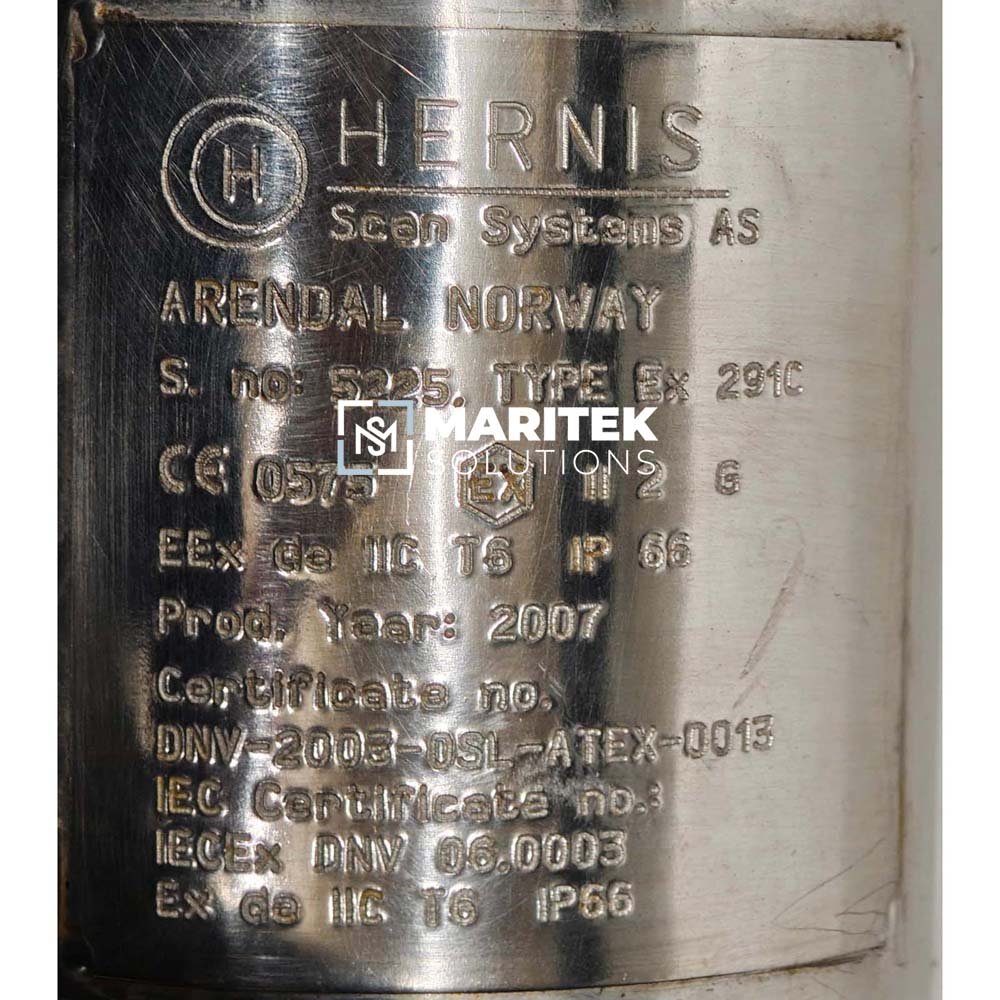 H HERNIS
Scan Systems AS
ARENDAL NORWAY
S. no: 5225. TYPE Ex 291C
MS MARITEK
SOLUTIONS
CE 0575 Ex II 2 G
EEx de IIC T6 IP 66
Prod. Year: 2007
Certificate no.
DNV-2003-OSL-ATEX-0013
IEC Certificate no.:
IECEx DNV 06.0003
Ex de IIC T6 IP66